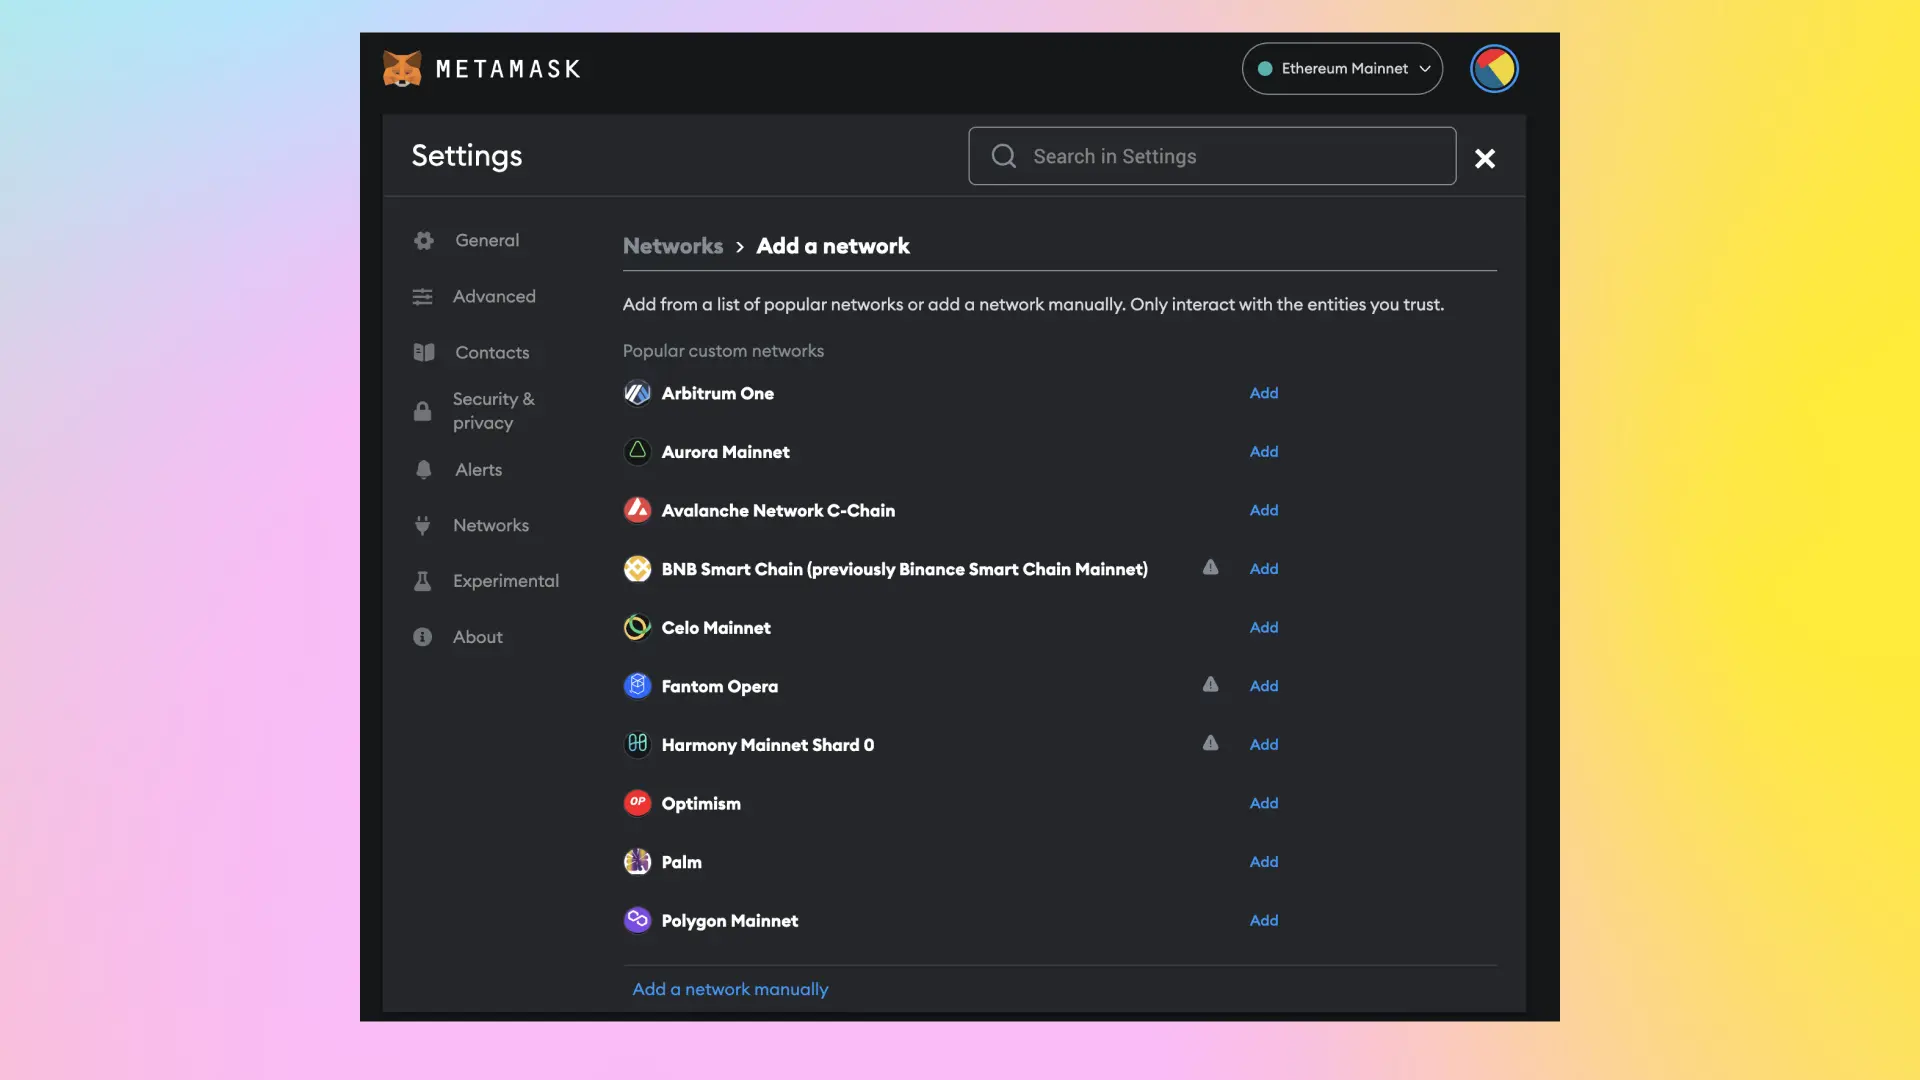 METAMASK
Ethereum Mainnet
Settings
Search in Settings
General
Advanced
Contacts
Security &
privacy
Alerts
Networks
Experimental
About
Networks > Add a network
Add from a list of popular networks or add a network manually. Only interact with the entities you trust.
Popular custom networks
Arbitrum One Add
Aurora Mainnet Add
Avalanche Network C-Chain Add
BNB Smart Chain (previously Binance Smart Chain Mainnet) Add
Celo Mainnet Add
Fantom Opera Add
Harmony Mainnet Shard 0 Add
OP Optimism Add
Palm Add
Polygon Mainnet Add
Add a network manually